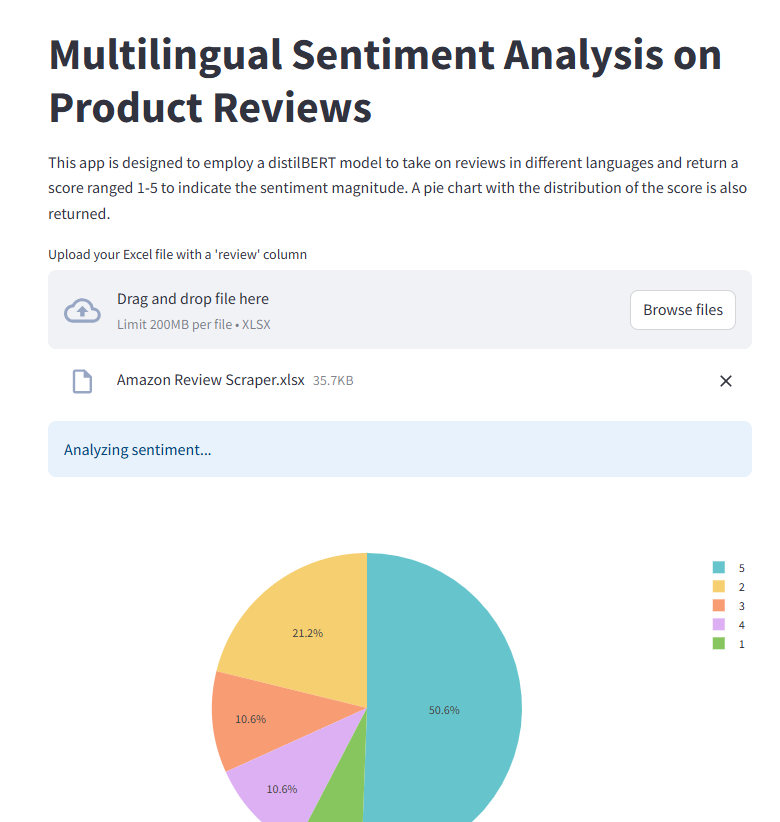 Multilingual Sentiment Analysis on
Product Reviews
This app is designed to employ a distilBERT model to take on reviews in different languages and return a
score ranged 1-5 to indicate the sentiment magnitude. A pie chart with the distribution of the score is also
returned.
Upload your Excel file with a 'review' column
Drag and drop file here
Limit 200MB per file • XLSX
Browse files
Amazon Review Scraper.xlsx 35.7KB
Analyzing sentiment...
5
2
3
4
1
21.2%
50.6%
10.6%
10.6%